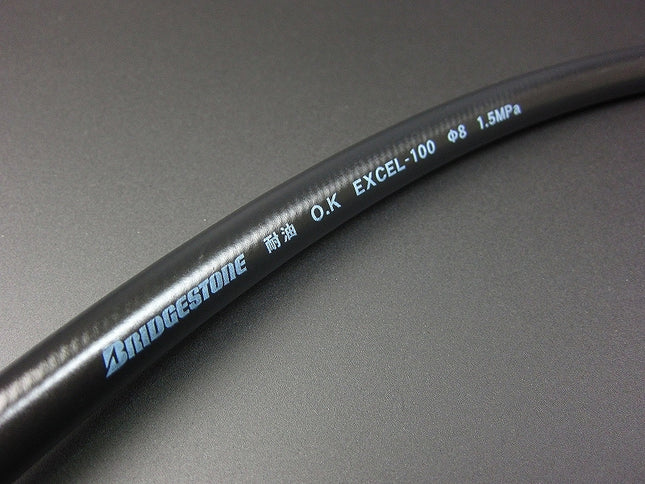 BRIDGESTONE 耐油 O.K EXCEL-100 Φ8 1.5MPa